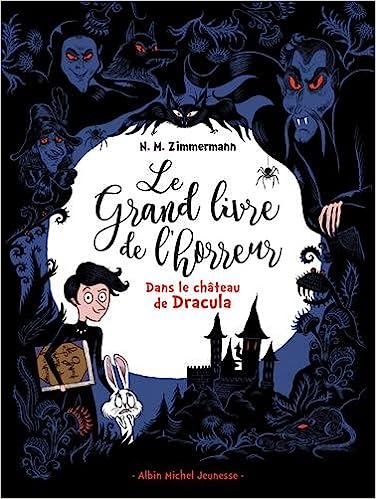 N. M. Zimmermann
Le
Grand livre
de l'horreur
Dans le château
de Dracula
- Albin Michel Jeunesse -